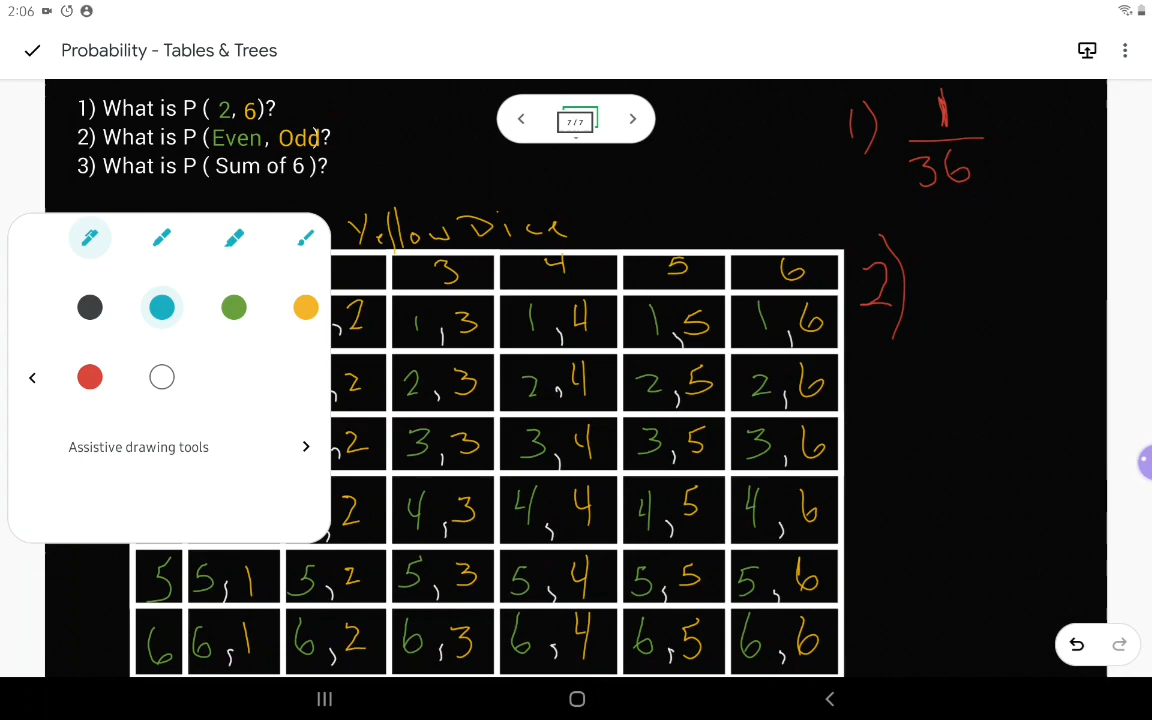 2:06
Probability - Tables & Trees
1) What is P ( 2, 6)?
2) What is P (Even, Odd)?
3) What is P ( Sum of 6 )?
7 / 7
1) 1
36
Yellow Dice
3 4 5 6
2)
,2 1,3 1,4 1,5 1,6
,2 2,3 2,4 2,5 2,6
,2 3,3 3,4 3,5 3,6
,2 4,3 4,4 4,5 4,6
5 5,1 5,2 5,3 5,4 5,5 5,6
6 6,1 6,2 6,3 6,4 6,5 6,6
Assistive drawing tools